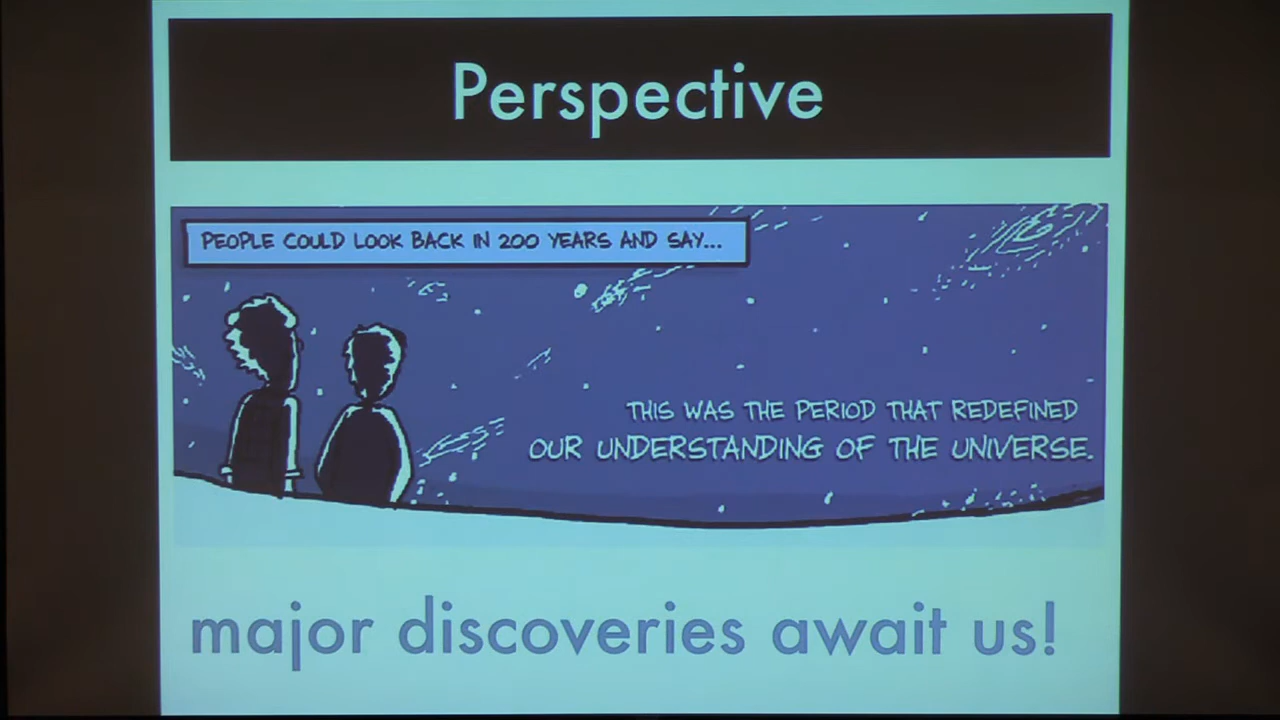 Perspective
PEOPLE COULD LOOK BACK IN 200 YEARS AND SAY...
THIS WAS THE PERIOD THAT REDEFINED
OUR UNDERSTANDING OF THE UNIVERSE.
major discoveries await us!